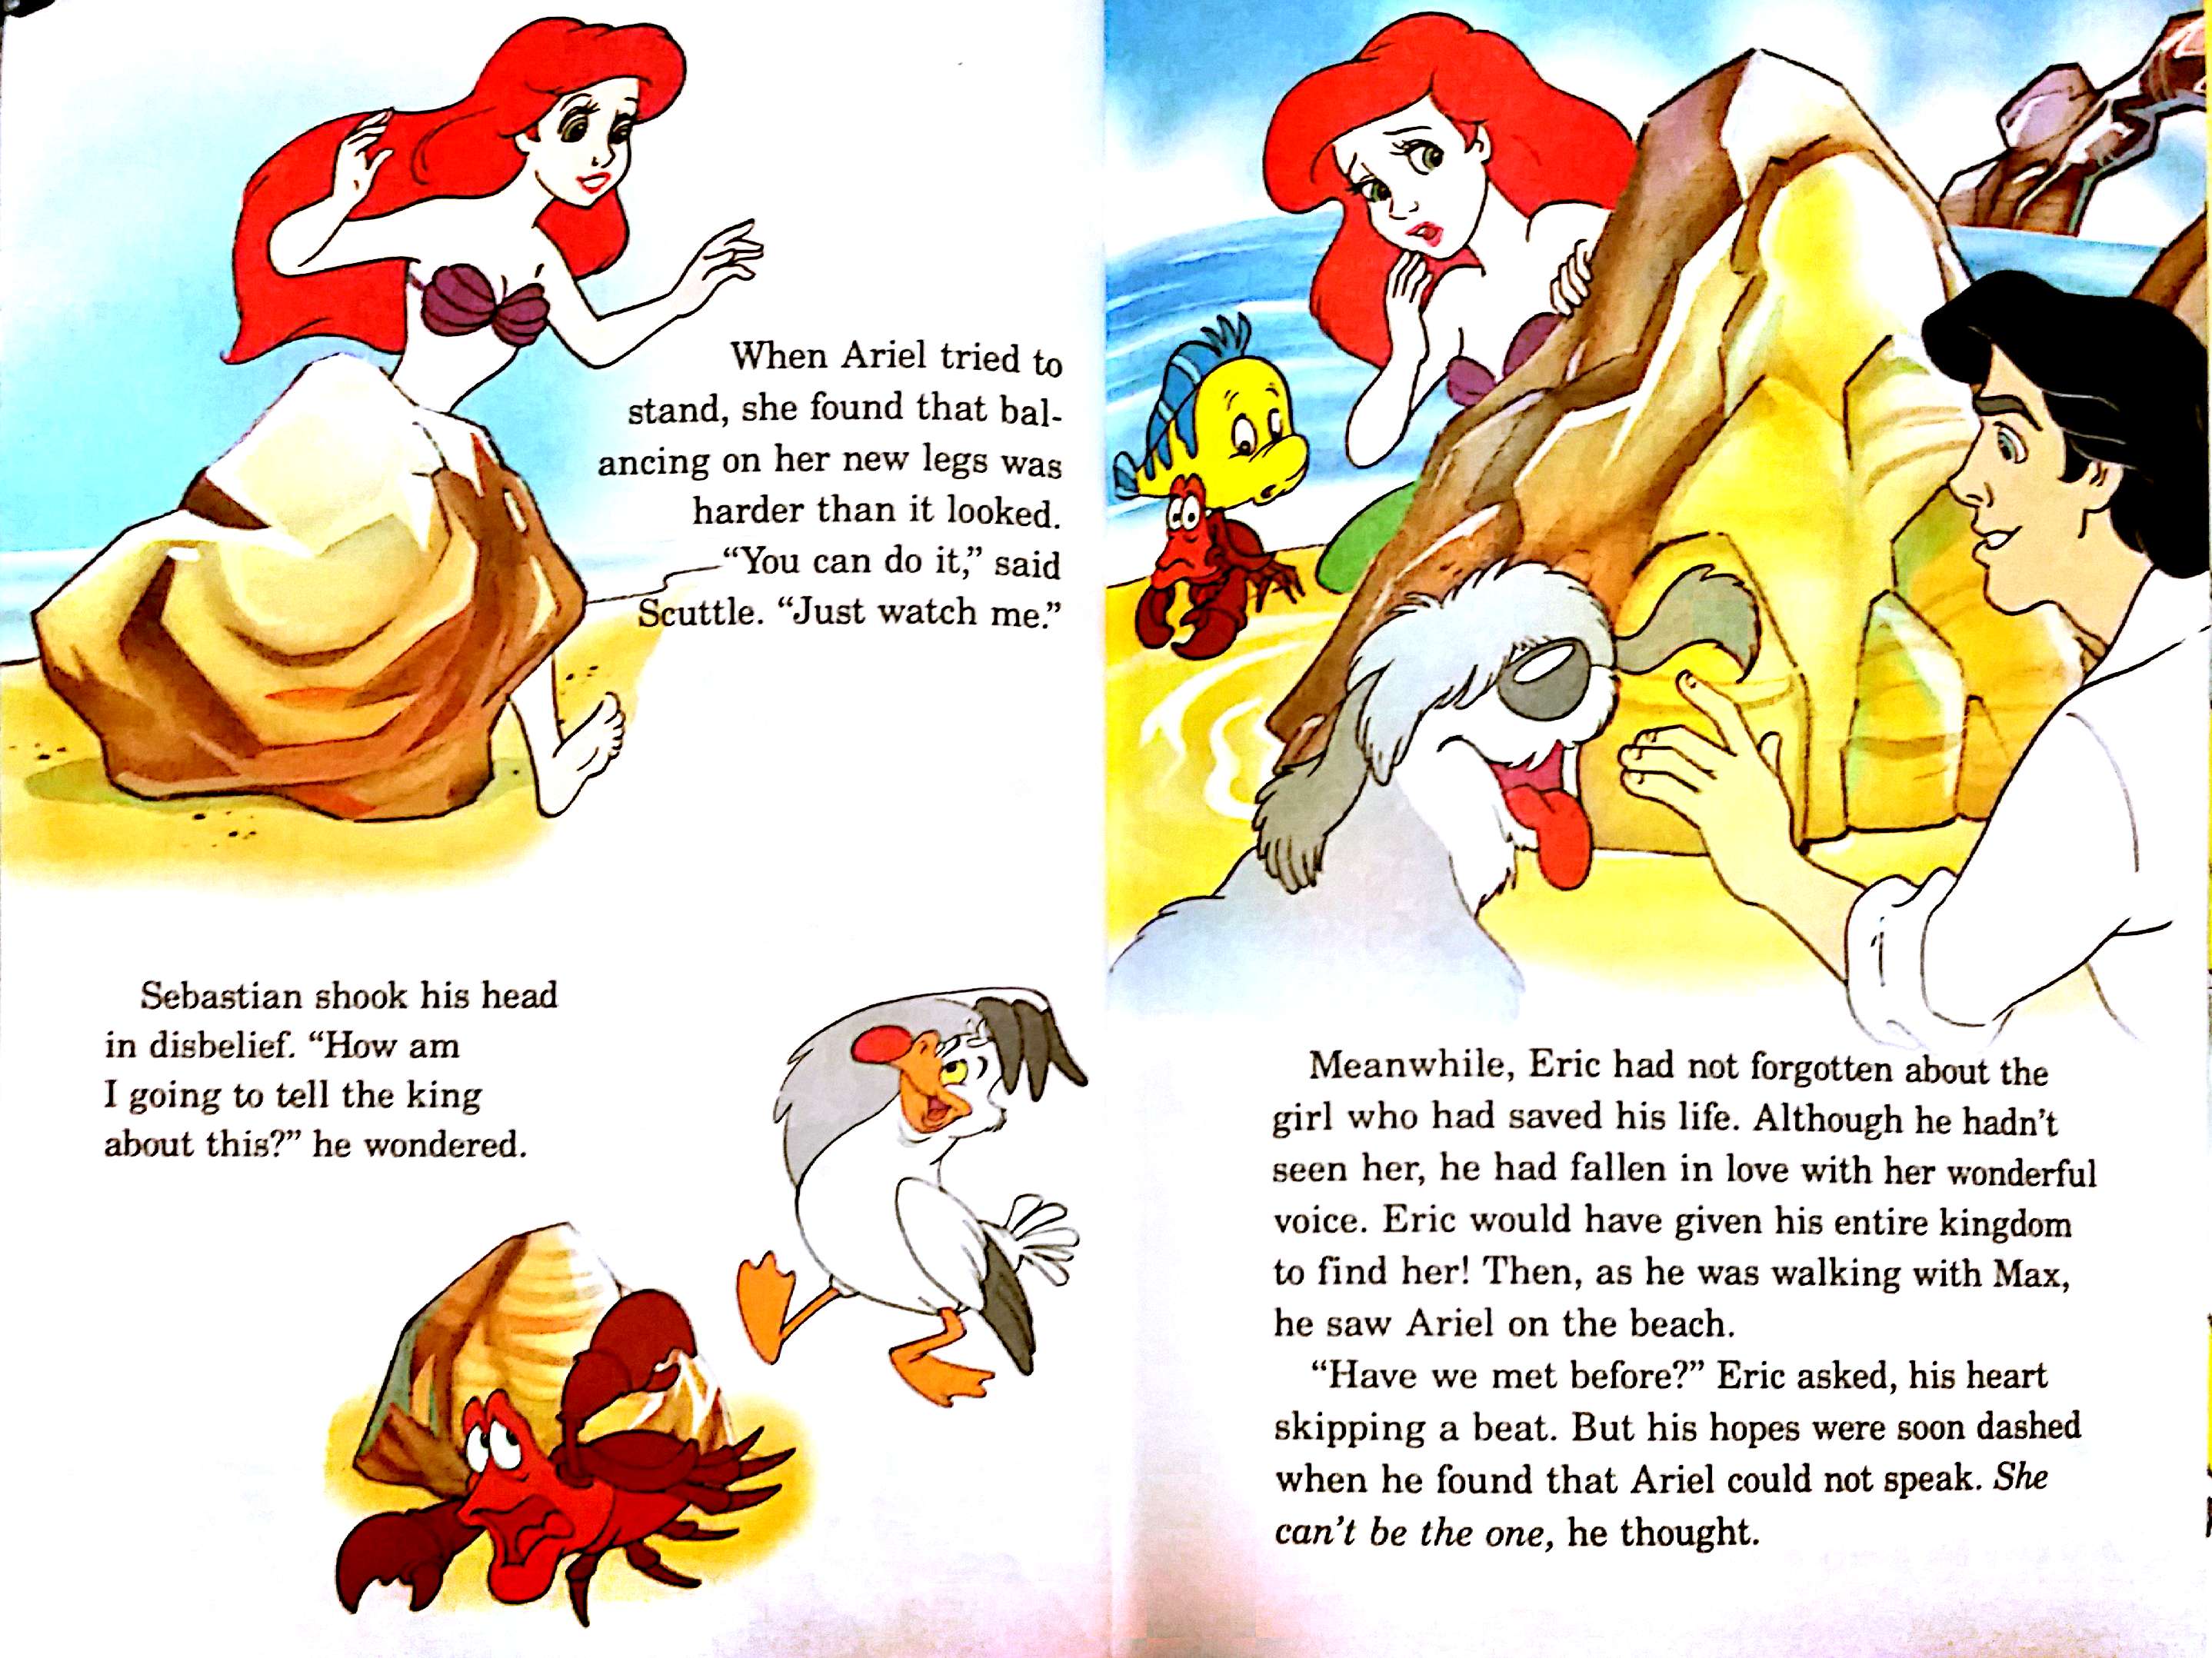 When Ariel tried to
stand, she found that bal-
ancing on her new legs was
harder than it looked.
“You can do it,” said
Scuttle. “Just watch me.”
Sebastian shook his head
in disbelief. “How am
I going to tell the king
about this?” he wondered.
Meanwhile, Eric had not forgotten about the
girl who had saved his life. Although he hadn’t
seen her, he had fallen in love with her wonderful
voice. Eric would have given his entire kingdom
to find her! Then, as he was walking with Max,
he saw Ariel on the beach.
“Have we met before?” Eric asked, his heart
skipping a beat. But his hopes were soon dashed
when he found that Ariel could not speak. She
can’t be the one, he thought.